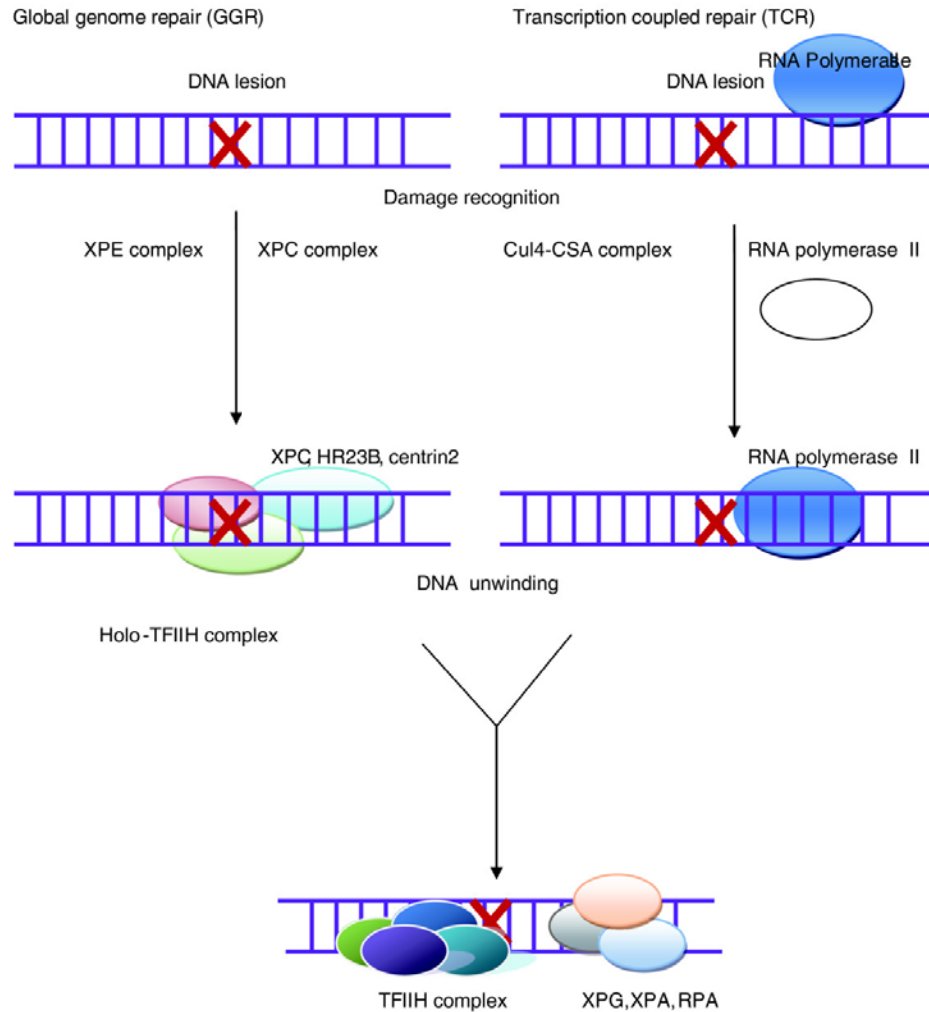 Global genome repair (GGR)
Transcription coupled repair (TCR)
RNA Polymerase II
DNA lesion
DNA lesion
Damage recognition
XPE complex
XPC complex
Cul4-CSA complex
RNA polymerase II
XPC, HR23B, centrin2
RNA polymerase II
DNA unwinding
Holo-TFIIH complex
TFIIH complex
XPG,XPA, RPA